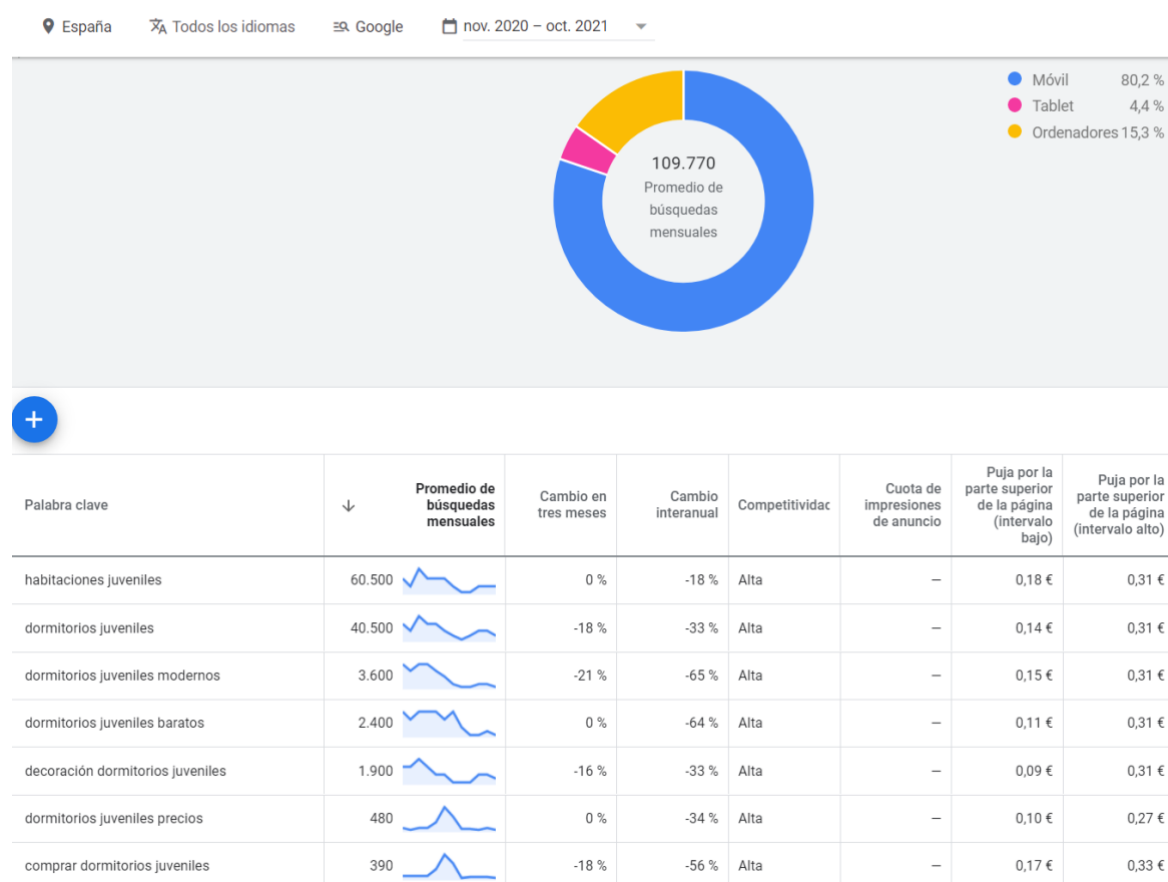 España Todos los idiomas Google nov. 2020 – oct. 2021
Móvil 80,2 %
Tablet 4,4 %
Ordenadores 15,3 %
109.770
Promedio de
búsquedas
mensuales
+
Palabra clave
Promedio de
búsquedas
mensuales
Cambio en
tres meses
Cambio
interanual
Competitividad
Cuota de
impresiones
de anuncio
Puja por la
parte superior
de la página
(intervalo
bajo)
Puja por la
parte superior
de la página
(intervalo alto)
habitaciones juveniles 60.500 0 % -18 % Alta – 0,18 € 0,31 €
dormitorios juveniles 40.500 -18 % -33 % Alta – 0,14 € 0,31 €
dormitorios juveniles modernos 3.600 -21 % -65 % Alta – 0,15 € 0,31 €
dormitorios juveniles baratos 2.400 0 % -64 % Alta – 0,11 € 0,31 €
decoración dormitorios juveniles 1.900 -16 % -33 % Alta – 0,09 € 0,31 €
dormitorios juveniles precios 480 0 % -34 % Alta – 0,10 € 0,27 €
comprar dormitorios juveniles 390 -18 % -56 % Alta – 0,17 € 0,33 €